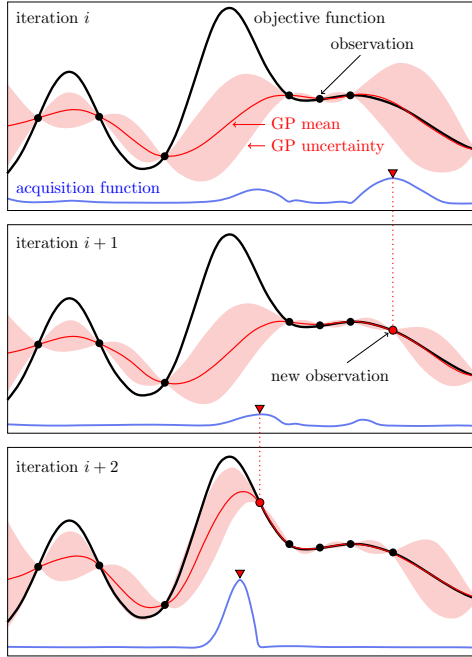 iteration i
objective function
observation
GP mean
GP uncertainty
acquisition function
iteration i + 1
new observation
iteration i + 2